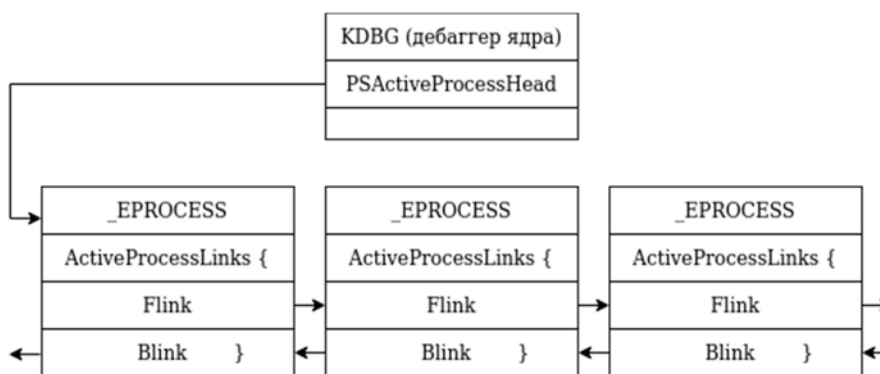 KDBG (дебаггер ядра)
PSActiveProcessHead
_EPROCESS
ActiveProcessLinks {
Flink
Blink }
_EPROCESS
ActiveProcessLinks {
Flink
Blink }
_EPROCESS
ActiveProcessLinks {
Flink
Blink }